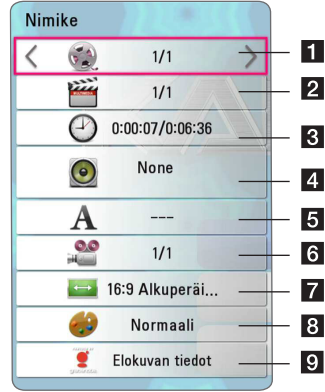 Nimike
1/1 1
1/1 2
0:00:07/0:06:36 3
None 4
A --- 5
1/1 6
16:9 Alkuperäi... 7
Normaali 8
Elokuvan tiedot 9